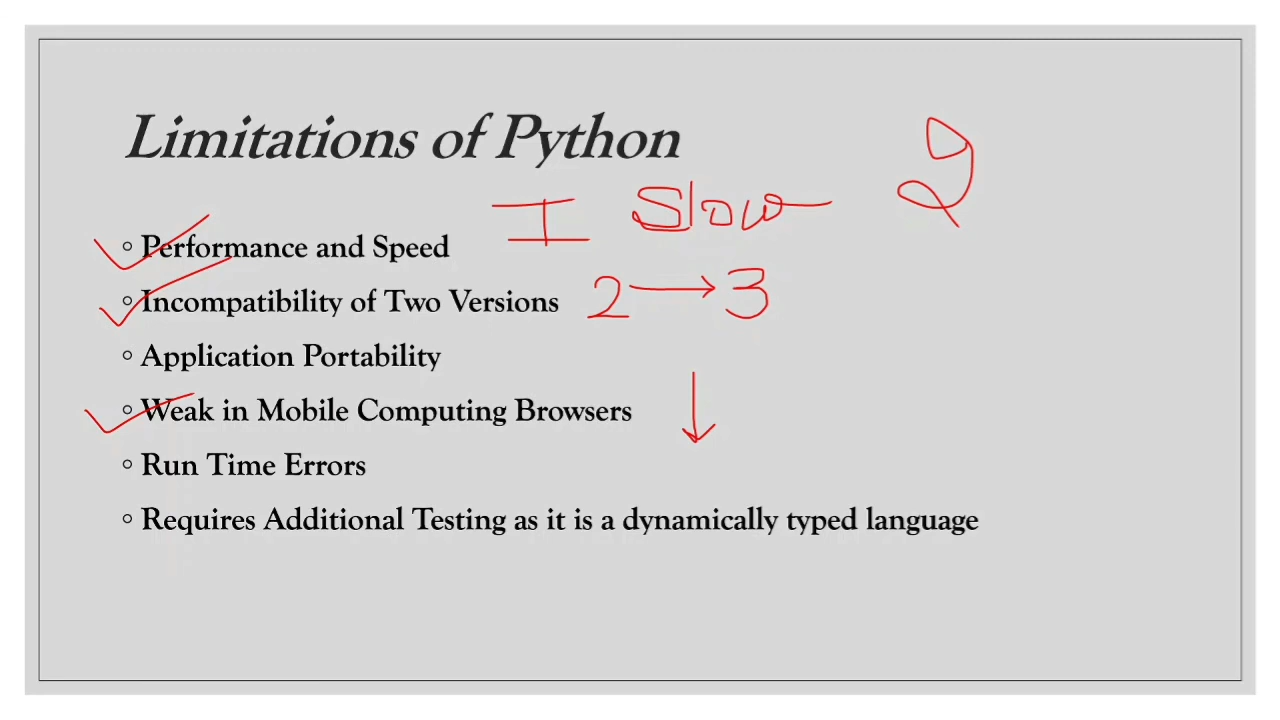 Limitations of Python
I Slow
◦ Performance and Speed
◦ Incompatibility of Two Versions 2 → 3
◦ Application Portability
◦ Weak in Mobile Computing Browsers ↓
◦ Run Time Errors
◦ Requires Additional Testing as it is a dynamically typed language